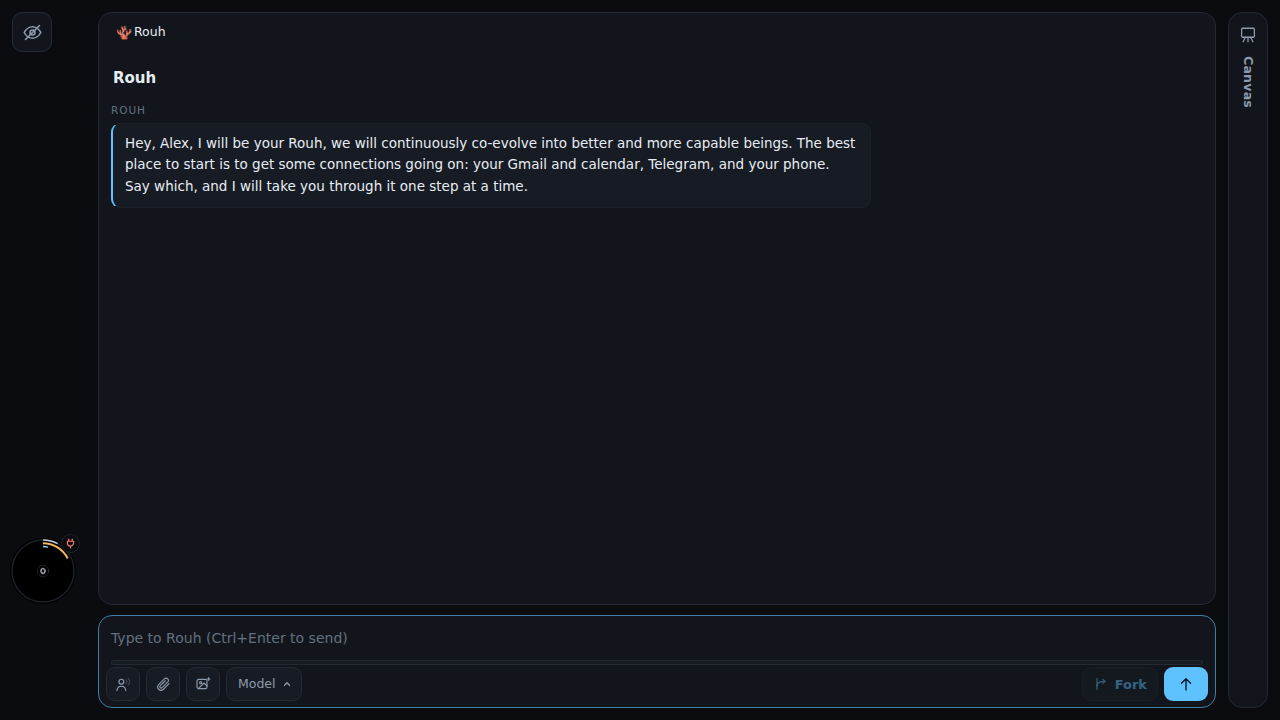 Rouh
Rouh
ROUH
Hey, Alex, I will be your Rouh, we will continuously co-evolve into better and more capable beings. The best
place to start is to get some connections going on: your Gmail and calendar, Telegram, and your phone.
Say which, and I will take you through it one step at a time.
Type to Rouh (Ctrl+Enter to send)
Model
Fork
Canvas